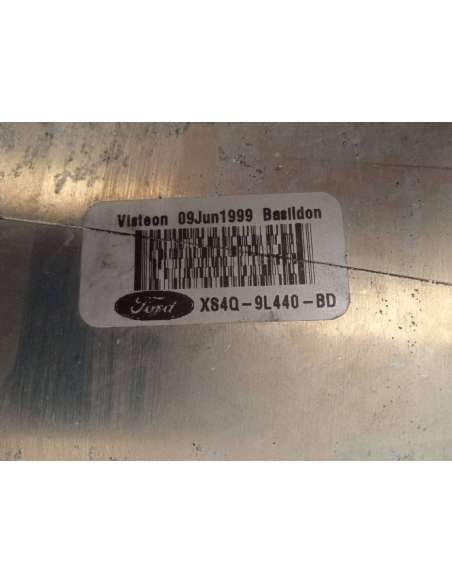 Visteon 09Jun1999 Basildon
Ford XS4Q-9L440-BD